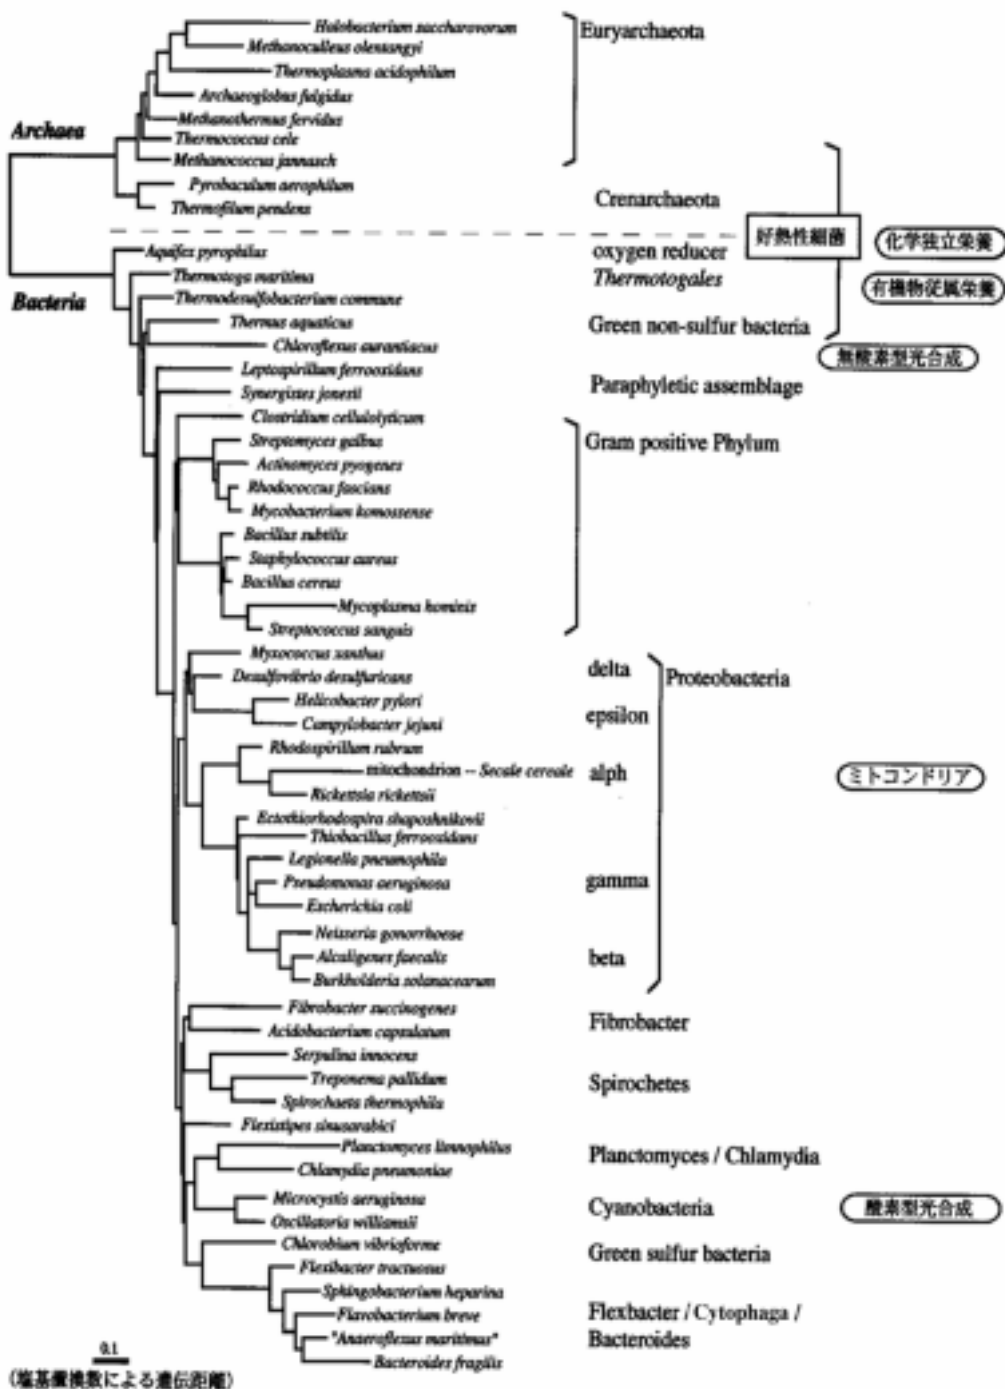 Halobacterium saccharovorum
Euryarchaeota
Methanoculleus olentangyi
Thermoplasma acidophilum
Archaeoglobus fulgidus
Methanothermus fervidus
Archaea
Thermococcus cele
Methanococcus jannasch
Pyrobaculum aerophilum
Crenarchaeota
Thermofilum pendens
好熱性細菌
化学独立栄養
Aquifex pyrophilus
oxygen reducer
Thermotoga maritima
Thermotogales
有機物従属栄養
Bacteria
Thermodesulfobacterium commune
Thermus aquaticus
Green non-sulfur bacteria
Chloroflexus aurantiacus
無酸素型光合成
Leptospirillum ferrooxidans
Paraphyletic assemblage
Synergistes jonesii
Clostridium cellulolyticum
Streptomyces galbus
Gram positive Phylum
Actinomyces pyogenes
Rhodococcus fascians
Mycobacterium komossense
Bacillus subtilis
Staphylococcus aureus
Bacillus cereus
Mycoplasma hominis
Streptococcus sanguis
Myxococcus xanthus
delta
Proteobacteria
Desulfovibrio desulfuricans
Helicobacter pylori
epsilon
Campylobacter jejuni
Rhodospirillum rubrum
mitochondrion -- Secale cereale
alph
ミトコンドリア
Rickettsia rickettsii
Ectothiorhodospira shaposhnikovii
Thiobacillus ferrooxidans
Legionella pneumophila
Pseudomonas aeruginosa
gamma
Escherichia coli
Neisseria gonorrhoese
Alcaligenes faecalis
beta
Burkholderia solanacearum
Fibrobacter succinogenes
Fibrobacter
Acidobacterium capsulatum
Serpulina innocens
Treponema pallidum
Spirochetes
Spirochaeta thermophila
Flexistipes sinusarabici
Planctomyces limnophilus
Planctomyces / Chlamydia
Chlamydia pneumoniae
Microcystis aeruginosa
Cyanobacteria
酸素型光合成
Oscillatoria williamsii
Chlorobium vibrioforme
Green sulfur bacteria
Flexibacter tractuosus
Sphingobacterium heparina
Flavobacterium breve
Flexbacter / Cytophaga /
Bacteroides
"Anaeroflexus maritimus"
Bacteroides fragilis
0.1
(塩基置換数による遺伝距離)